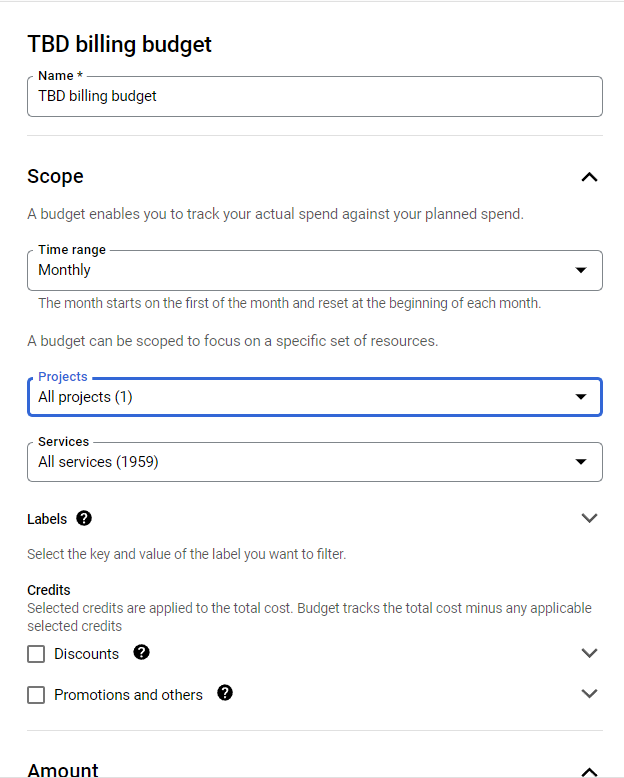 TBD billing budget
Name *
TBD billing budget
Scope
A budget enables you to track your actual spend against your planned spend.
Time range
Monthly
The month starts on the first of the month and reset at the beginning of each month.
A budget can be scoped to focus on a specific set of resources.
Projects
All projects (1)
Services
All services (1959)
Labels ?
Select the key and value of the label you want to filter.
Credits
Selected credits are applied to the total cost. Budget tracks the total cost minus any applicable
selected credits
Discounts ?
Promotions and others ?
Amount